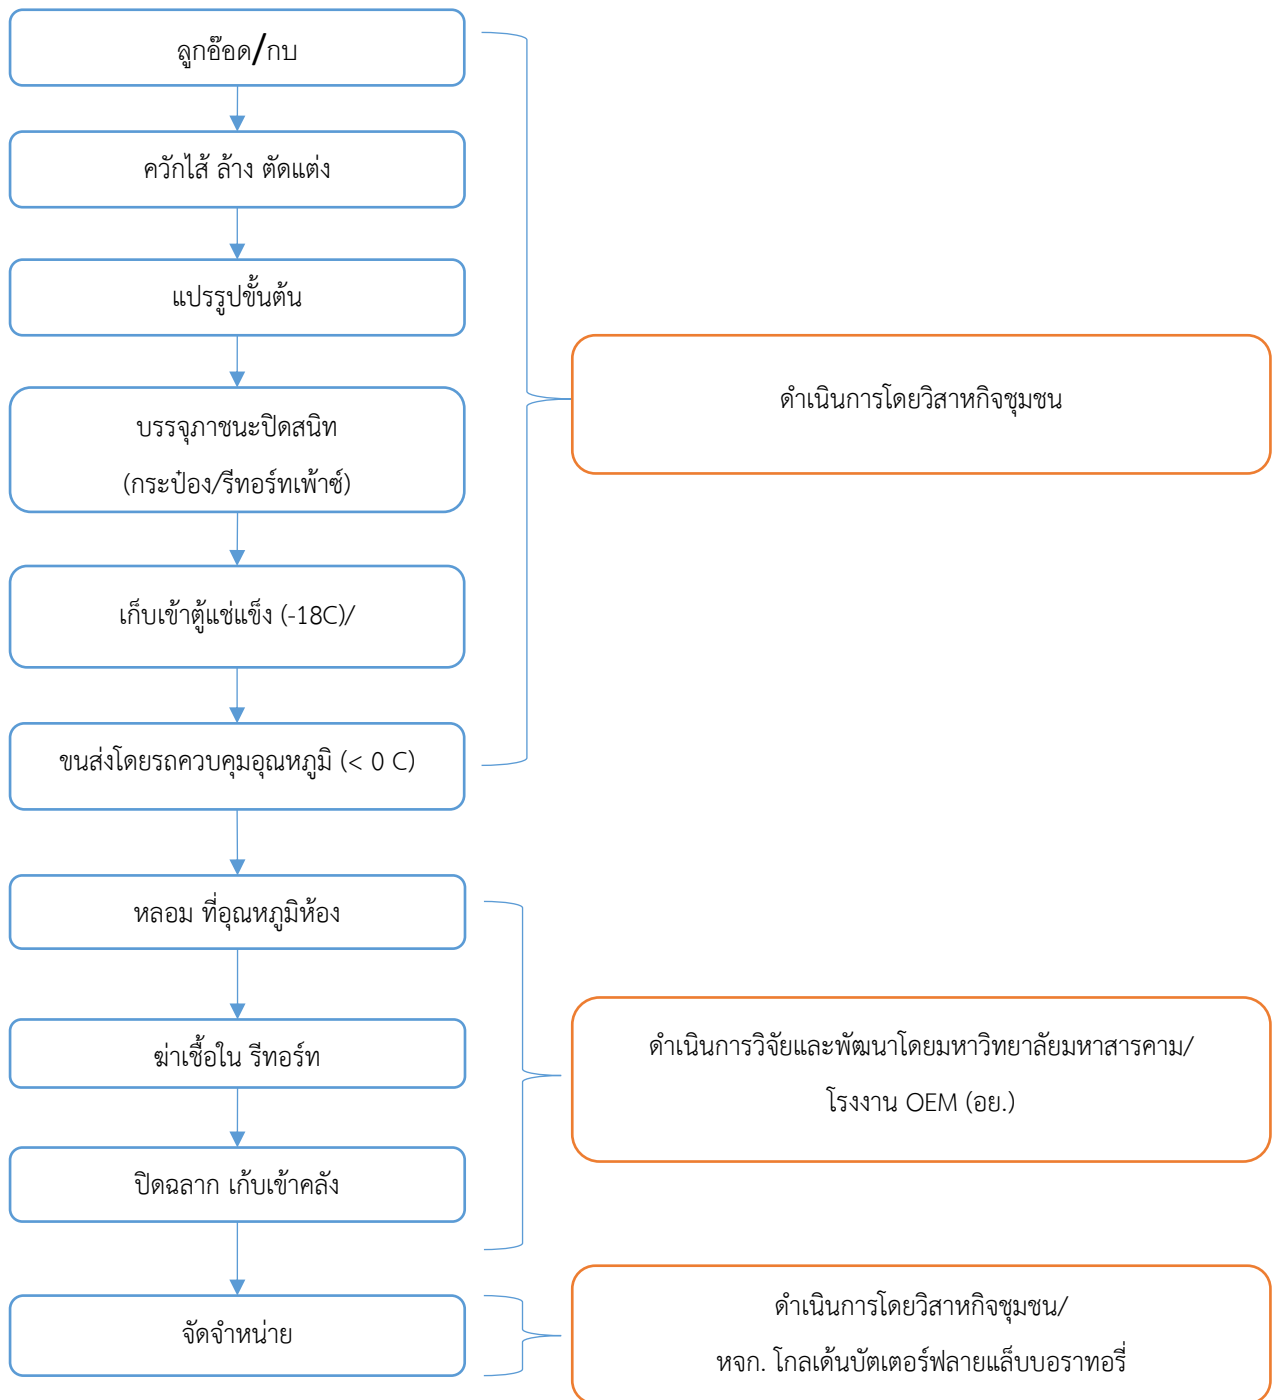 ลูกอ๊อด/กบ
ควักไส้ ล้าง ตัดแต่ง
แปรรูปขั้นต้น
บรรจุภาชนะปิดสนิท
(กระป๋อง/รีทอร์ทเพ้าซ์)
เก็บเข้าตู้แช่แข็ง (-18C)/
ขนส่งโดยรถควบคุมอุณหภูมิ (< 0 C)
ดำเนินการโดยวิสาหกิจชุมชน
หลอม ที่อุณหภูมิห้อง
ฆ่าเชื้อใน รีทอร์ท
ปิดฉลาก เก้บเข้าคลัง
ดำเนินการวิจัยและพัฒนาโดยมหาวิทยาลัยมหาสารคาม/
โรงงาน OEM (อย.)
จัดจำหน่าย
ดำเนินการโดยวิสาหกิจชุมชน/
หจก. โกลเด้นบัตเตอร์ฟลายแล็บบอราทอรี่